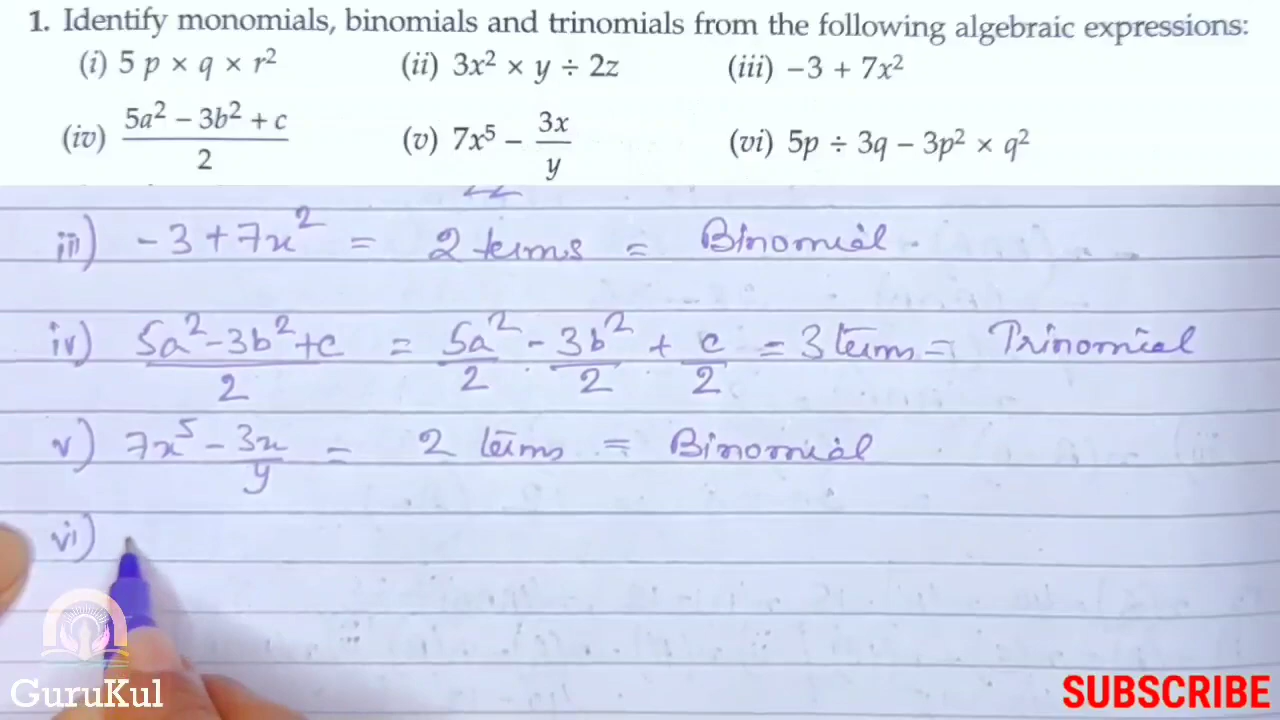 1. Identify monomials, binomials and trinomials from the following algebraic expressions:
(i) 5 p × q × r² (ii) 3x² × y ÷ 2z (iii) −3 + 7x²
(iv) (5a² − 3b² + c)/2 (v) 7x⁵ − 3x/y (vi) 5p ÷ 3q − 3p² × q²
iii) -3 + 7x² = 2 terms = Binomial.
iv) (5a² - 3b² + c)/2 = 5a²/2 - 3b²/2 + c/2 = 3 terms = Trinomial
v) 7x⁵ - 3x/y = 2 terms = Binomial
vi)
GuruKul
SUBSCRIBE